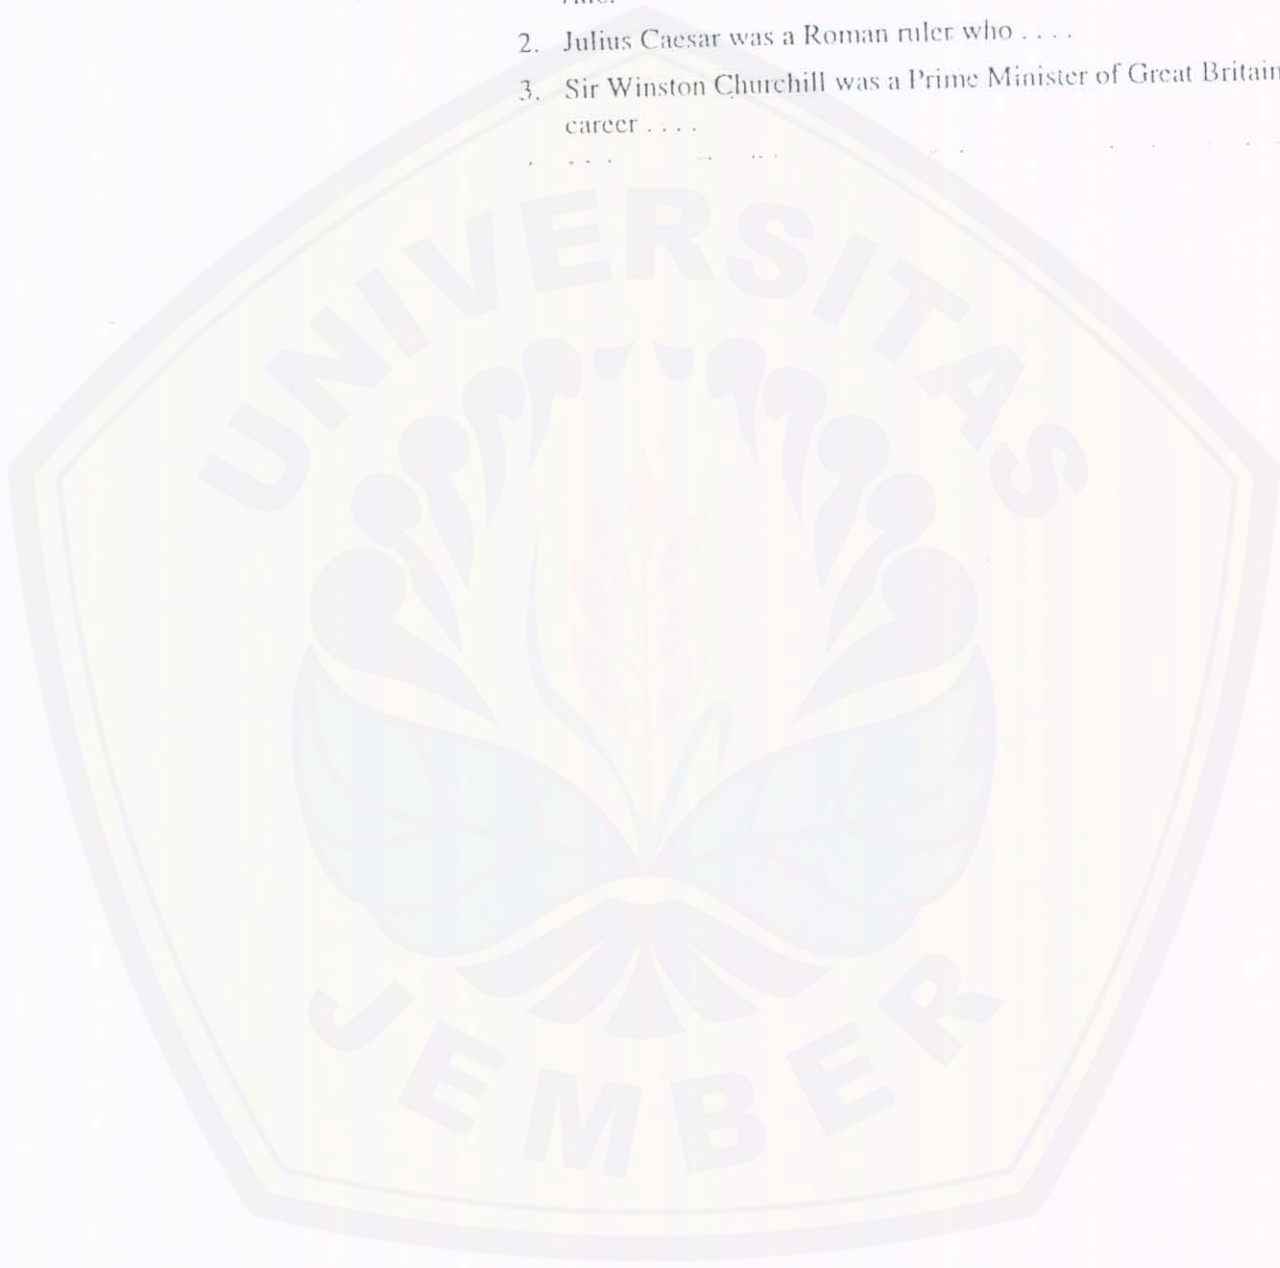 2. Julius Caesar was a Roman ruler who . . . .
3. Sir Winston Churchill was a Prime Minister of Great Britain
career . . . .
UNIVERSITAS
JEMBER